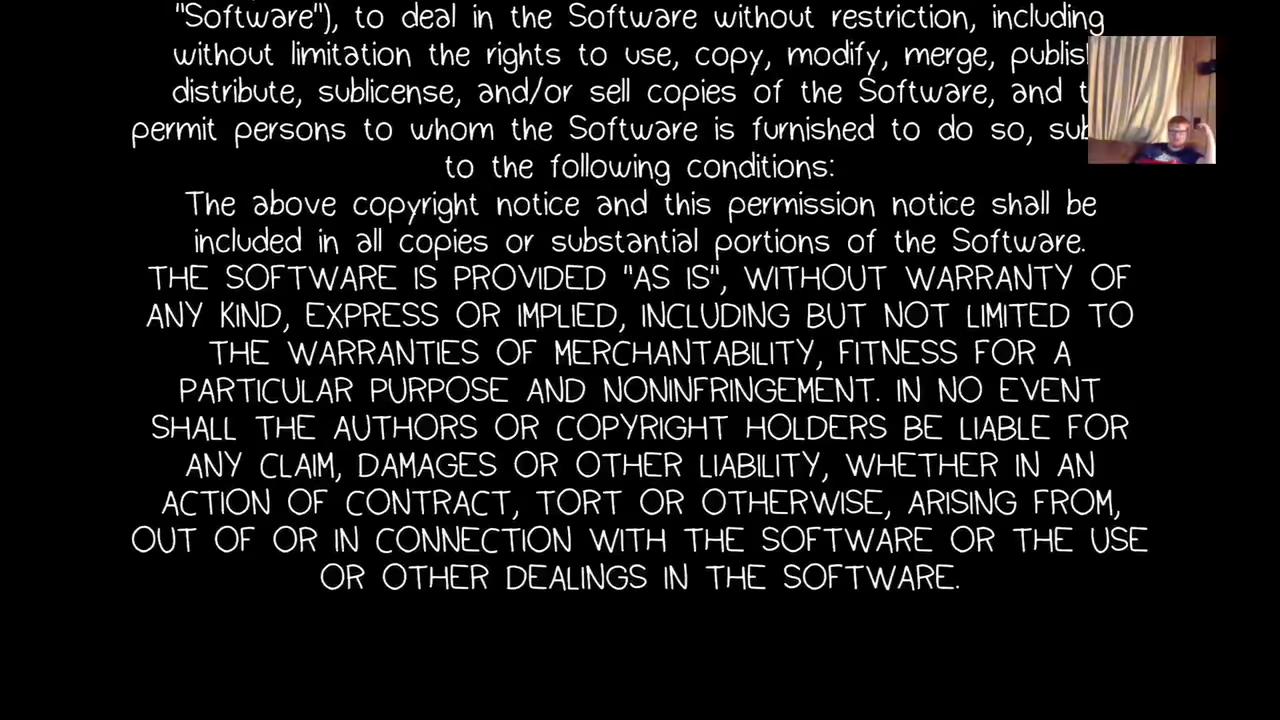 "Software"), to deal in the Software without restriction, including
without limitation the rights to use, copy, modify, merge,
distribute, sublicense, and/or sell copies of the Software, and
permit persons to whom the Software is furnished to do so,
to the following conditions:
The above copyright notice and this permission notice shall be
included in all copies or substantial portions of the Software.
THE SOFTWARE IS PROVIDED "AS IS", WITHOUT WARRANTY OF
ANY KIND, EXPRESS OR IMPLIED, INCLUDING BUT NOT LIMITED TO
THE WARRANTIES OF MERCHANTABILITY, FITNESS FOR A
PARTICULAR PURPOSE AND NONINFRINGEMENT. IN NO EVENT
SHALL THE AUTHORS OR COPYRIGHT HOLDERS BE LIABLE FOR
ANY CLAIM, DAMAGES OR OTHER LIABILITY, WHETHER IN AN
ACTION OF CONTRACT, TORT OR OTHERWISE, ARISING FROM,
OUT OF OR IN CONNECTION WITH THE SOFTWARE OR THE USE
OR OTHER DEALINGS IN THE SOFTWARE.